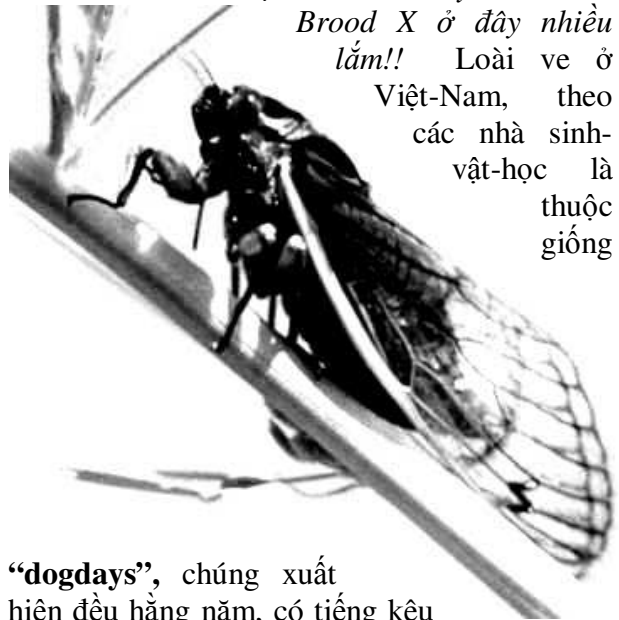 Brood X ở đây nhiều
lắm!! Loài ve ở
Việt-Nam, theo
các nhà sinh-
vật-học là
thuộc
giống
“dogdays”, chúng xuất
hiện đều hằng năm, có tiếng kêu